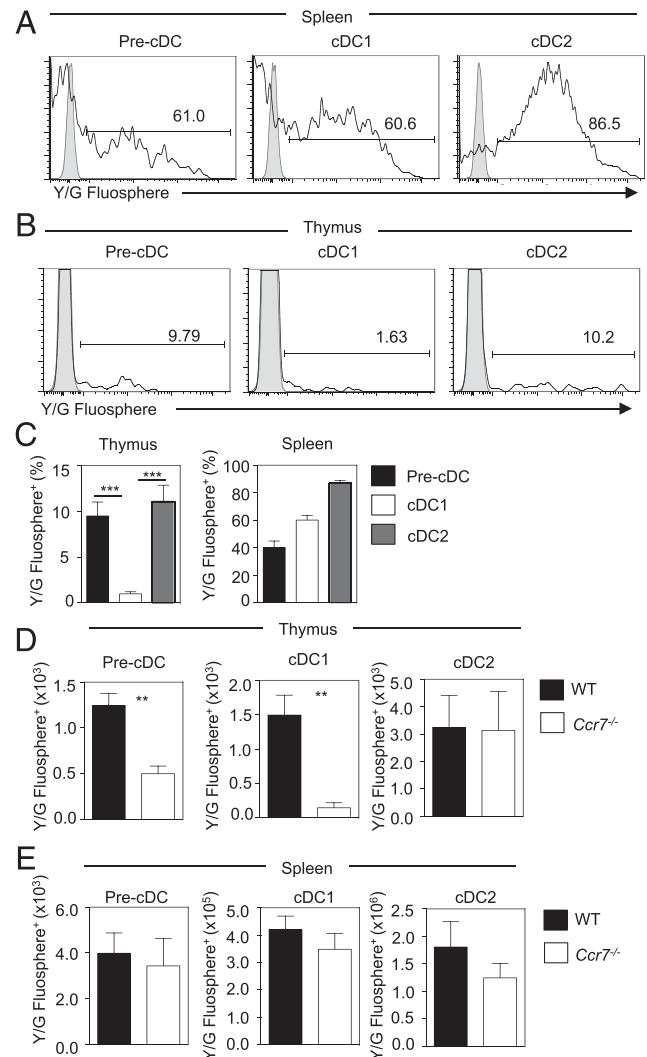 A
Spleen
Pre-cDC cDC1 cDC2
61.0 60.6 86.5
Y/G Fluosphere
B
Thymus
Pre-cDC cDC1 cDC2
9.79 1.63 10.2
Y/G Fluosphere
C
Thymus Spleen
Y/G Fluosphere⁺ (%)
15
10
5
0
*** ***
Y/G Fluosphere⁺ (%)
100
80
60
40
20
0
Pre-cDC
cDC1
cDC2
D
Thymus
Pre-cDC cDC1 cDC2
Y/G Fluosphere⁺ (x10³)
1.5
1.0
0.5
0.0
**
Y/G Fluosphere⁺ (x10³)
2.0
1.5
1.0
0.5
0.0
**
Y/G Fluosphere⁺ (x10³)
5.0
4.0
3.0
2.0
1.0
0.0
WT
Ccr7⁻/⁻
E
Spleen
Pre-cDC cDC1 cDC2
Y/G Fluosphere⁺ (x10³)
6.0
4.0
2.0
0.0
Y/G Fluosphere⁺ (x10⁵)
5.0
4.0
3.0
2.0
1.0
0.0
Y/G Fluosphere⁺ (x10⁶)
2.5
2.0
1.5
1.0
0.5
0.0
WT
Ccr7⁻/⁻